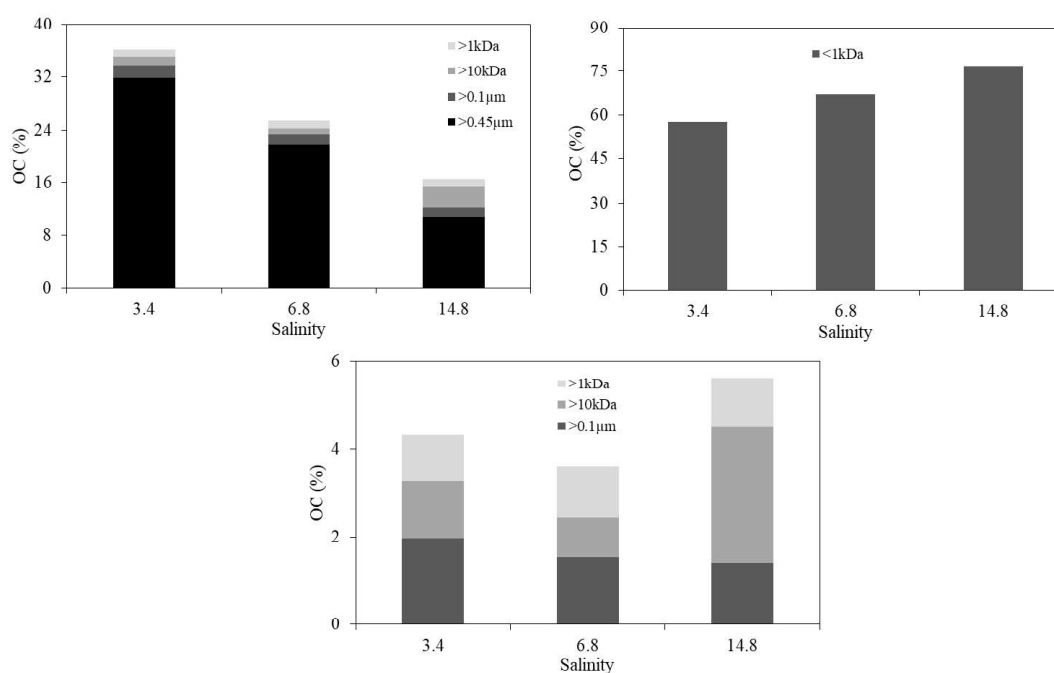 40
32
24
16
8
0
OC (%)
>1kDa
>10kDa
>0.1µm
>0.45µm
3.4
6.8
14.8
Salinity
90
75
60
45
30
15
0
OC (%)
<1kDa
3.4
6.8
14.8
Salinity
6
4
2
0
OC (%)
>1kDa
>10kDa
>0.1µm
3.4
6.8
14.8
Salinity